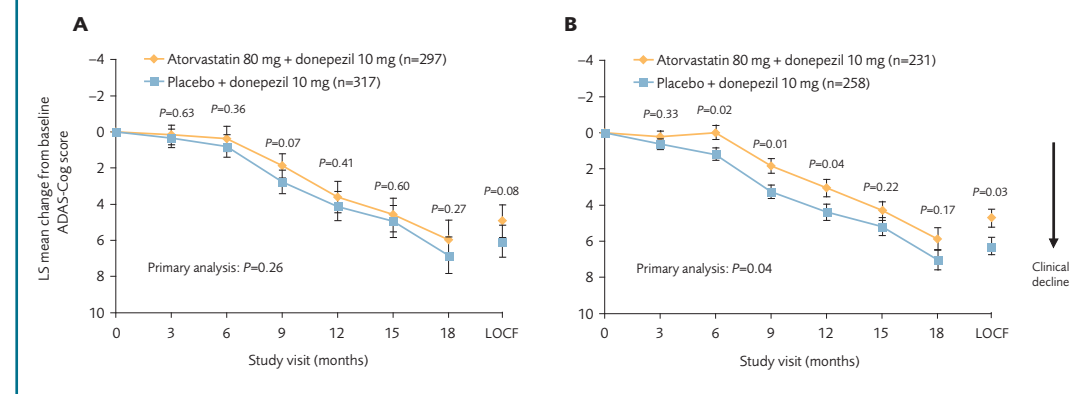 A
Atorvastatin 80 mg + donepezil 10 mg (n=297)
Placebo + donepezil 10 mg (n=317)
LS mean change from baseline
ADAS-Cog score
–4
–2
0
2
4
6
8
10
P=0.63
P=0.36
P=0.07
P=0.41
P=0.60
P=0.27
P=0.08
Primary analysis: P=0.26
0 3 6 9 12 15 18 LOCF
Study visit (months)
B
Atorvastatin 80 mg + donepezil 10 mg (n=231)
Placebo + donepezil 10 mg (n=258)
–4
–2
0
2
4
6
8
10
P=0.33
P=0.02
P=0.01
P=0.04
P=0.22
P=0.17
P=0.03
Primary analysis: P=0.04
0 3 6 9 12 15 18 LOCF
Study visit (months)
Clinical
decline